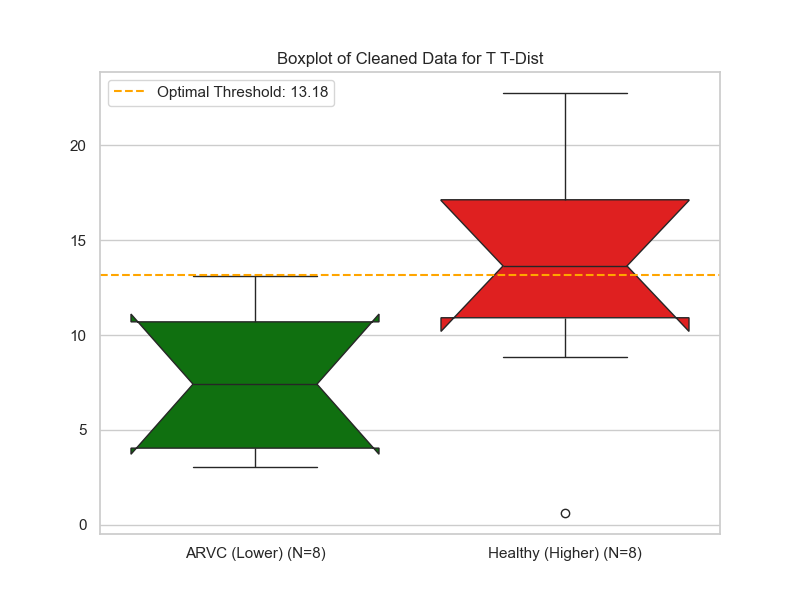 Boxplot of Cleaned Data for T T-Dist
Optimal Threshold: 13.18
20
15
10
5
0
ARVC (Lower) (N=8)
Healthy (Higher) (N=8)